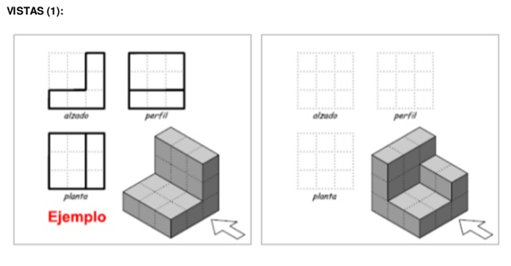 VISTAS (1):
alzado
perfil
planta
Ejemplo
alzado
perfil
planta